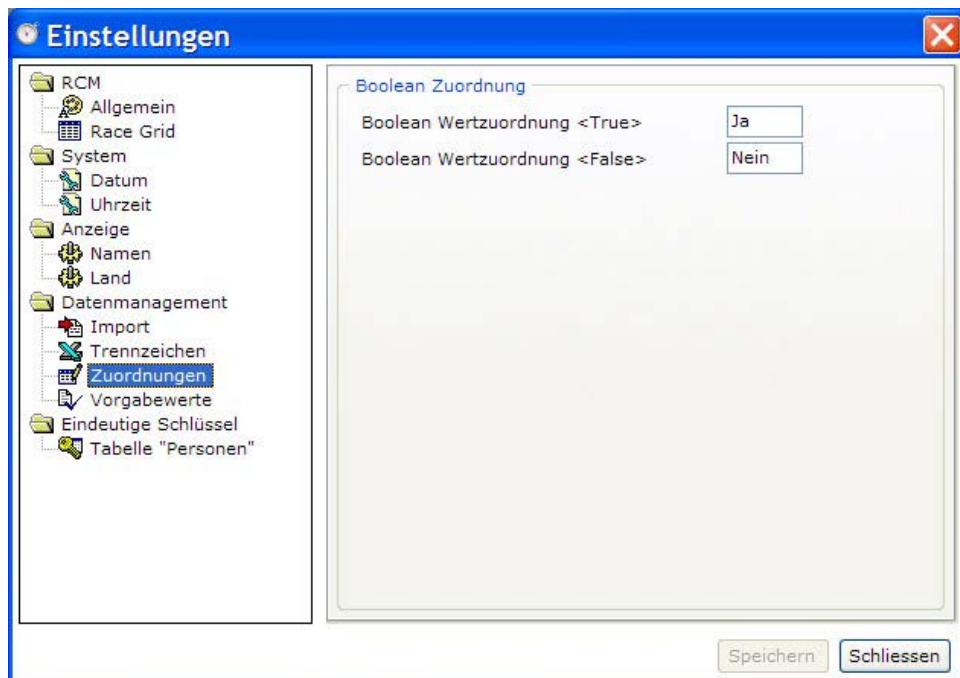 Einstellungen
RCM
Allgemein
Race Grid
System
Datum
Uhrzeit
Anzeige
Namen
Land
Datenmanagement
Import
Trennzeichen
Zuordnungen
Vorgabewerte
Eindeutige Schlüssel
Tabelle "Personen"
Boolean Zuordnung
Boolean Wertzuordnung <True> Ja
Boolean Wertzuordnung <False> Nein
Speichern Schliessen